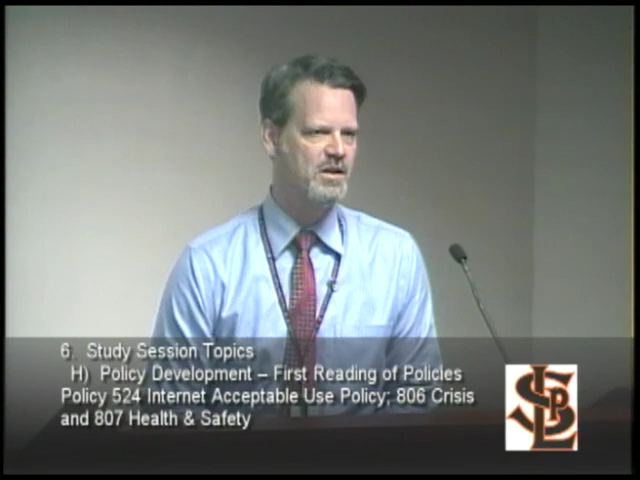 6. Study Session Topics
H) Policy Development – First Reading of Policies
Policy 524 Internet Acceptable Use Policy; 806 Crisis
and 807 Health & Safety
SLP